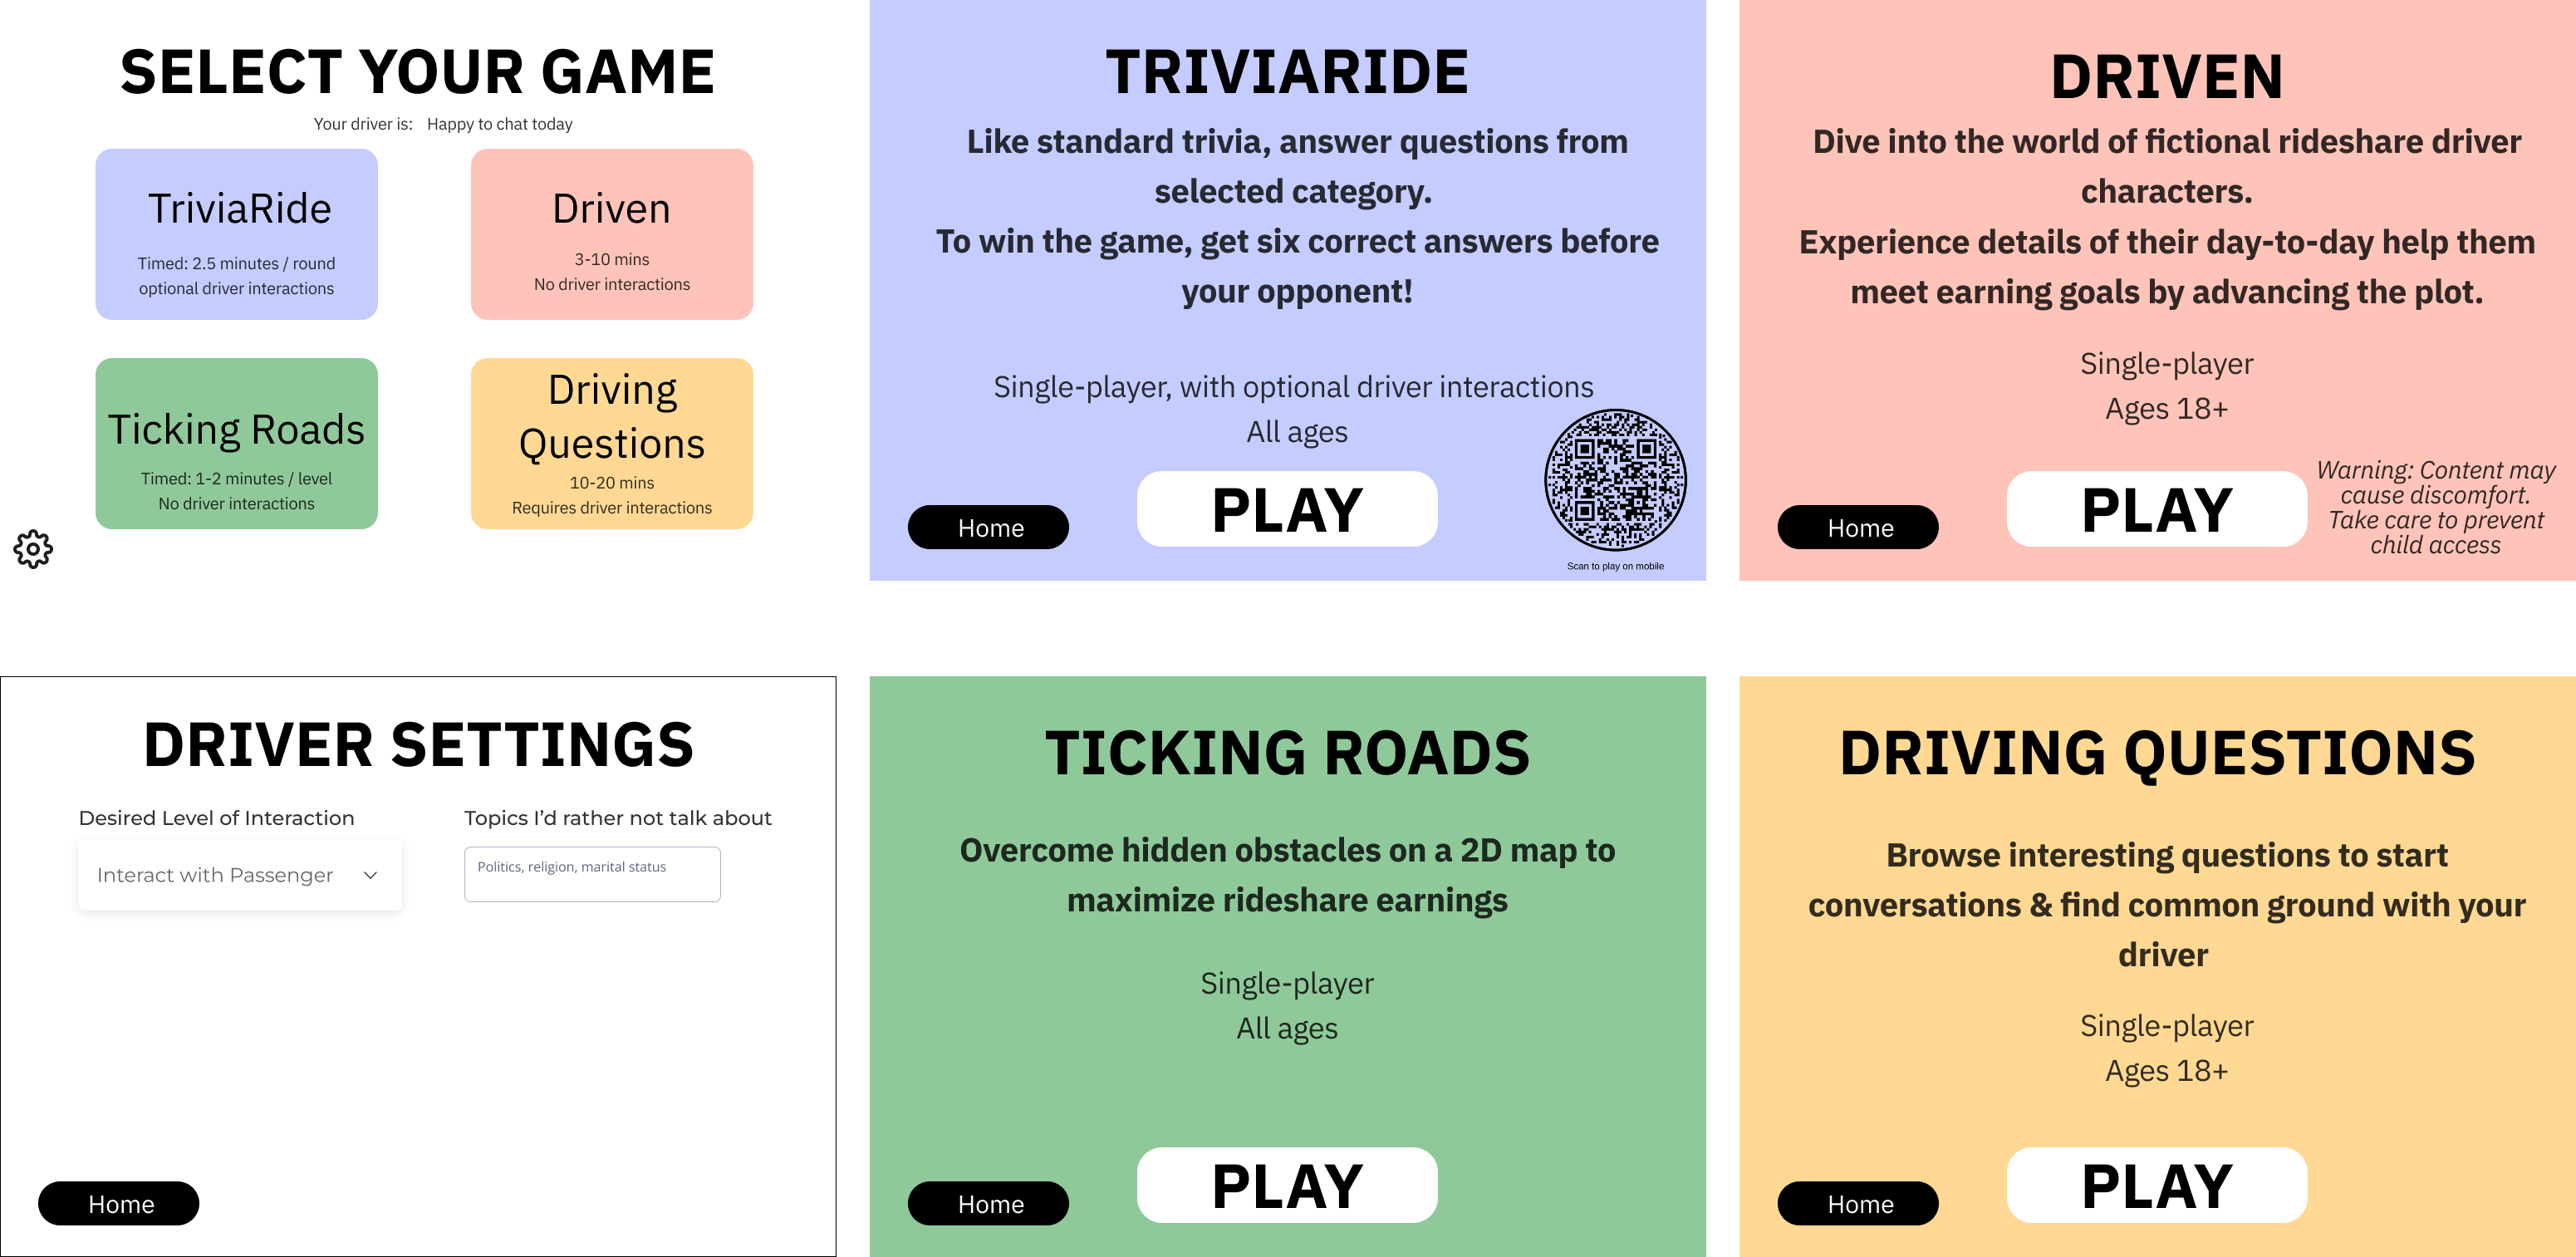 SELECT YOUR GAME
Your driver is: Happy to chat today
TriviaRide
Timed: 2.5 minutes / round
optional driver interactions
Driven
3-10 mins
No driver interactions
Ticking Roads
Timed: 1-2 minutes / level
No driver interactions
Driving
Questions
10-20 mins
Requires driver interactions
TRIVIARIDE
Like standard trivia, answer questions from
selected category.
To win the game, get six correct answers before
your opponent!
Single-player, with optional driver interactions
All ages
Home
PLAY
Scan to play on mobile
DRIVEN
Dive into the world of fictional rideshare driver
characters.
Experience details of their day-to-day help them
meet earning goals by advancing the plot.
Single-player
Ages 18+
Home
PLAY
Warning: Content may
cause discomfort.
Take care to prevent
child access
DRIVER SETTINGS
Desired Level of Interaction
Interact with Passenger
Topics I’d rather not talk about
Politics, religion, marital status
Home
TICKING ROADS
Overcome hidden obstacles on a 2D map to
maximize rideshare earnings
Single-player
All ages
Home
PLAY
DRIVING QUESTIONS
Browse interesting questions to start
conversations & find common ground with your
driver
Single-player
Ages 18+
Home
PLAY